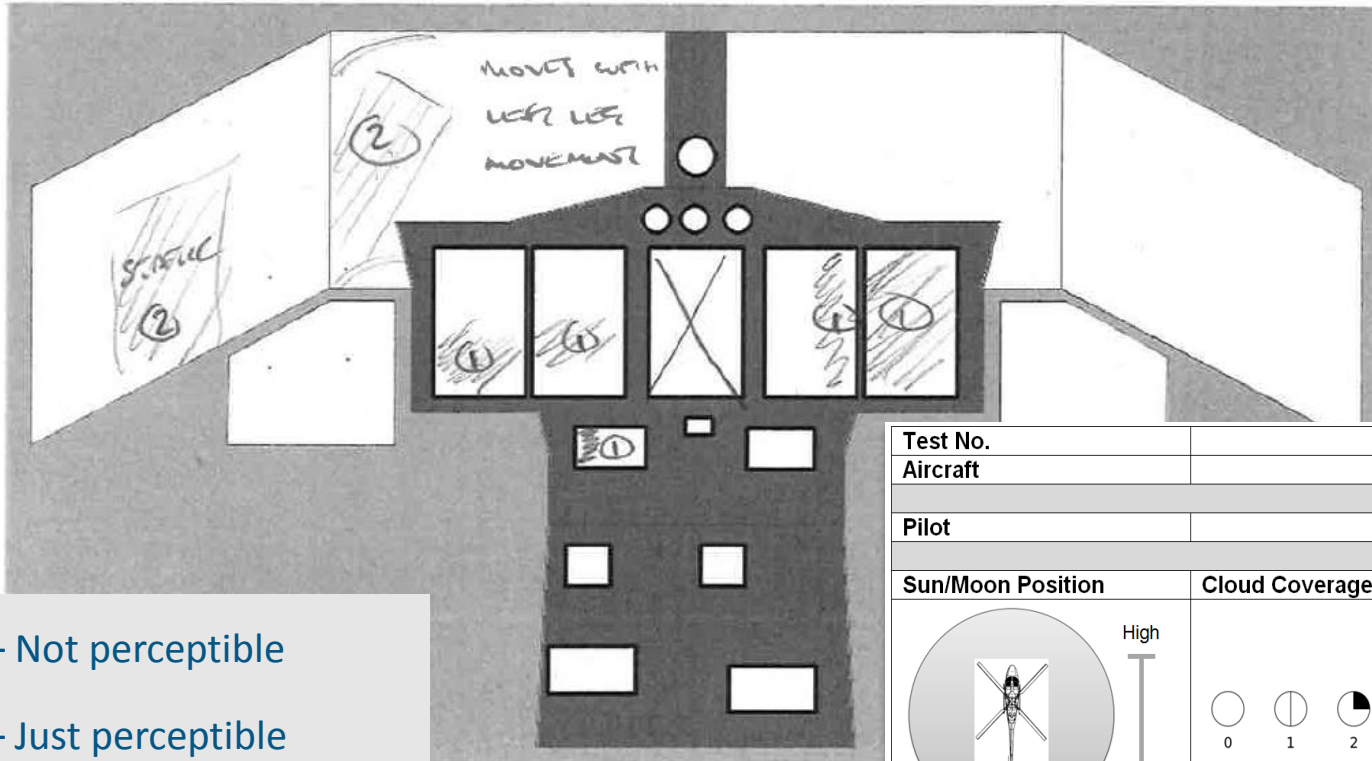 MOVES WITH
LEFT LEG
MOVEMENT
2
STATIC
2
1
1
1
1
1
Test No.
Aircraft
Pilot
Sun/Moon Position Cloud Coverage
High
0 1 2
- Not perceptible
- Just perceptible